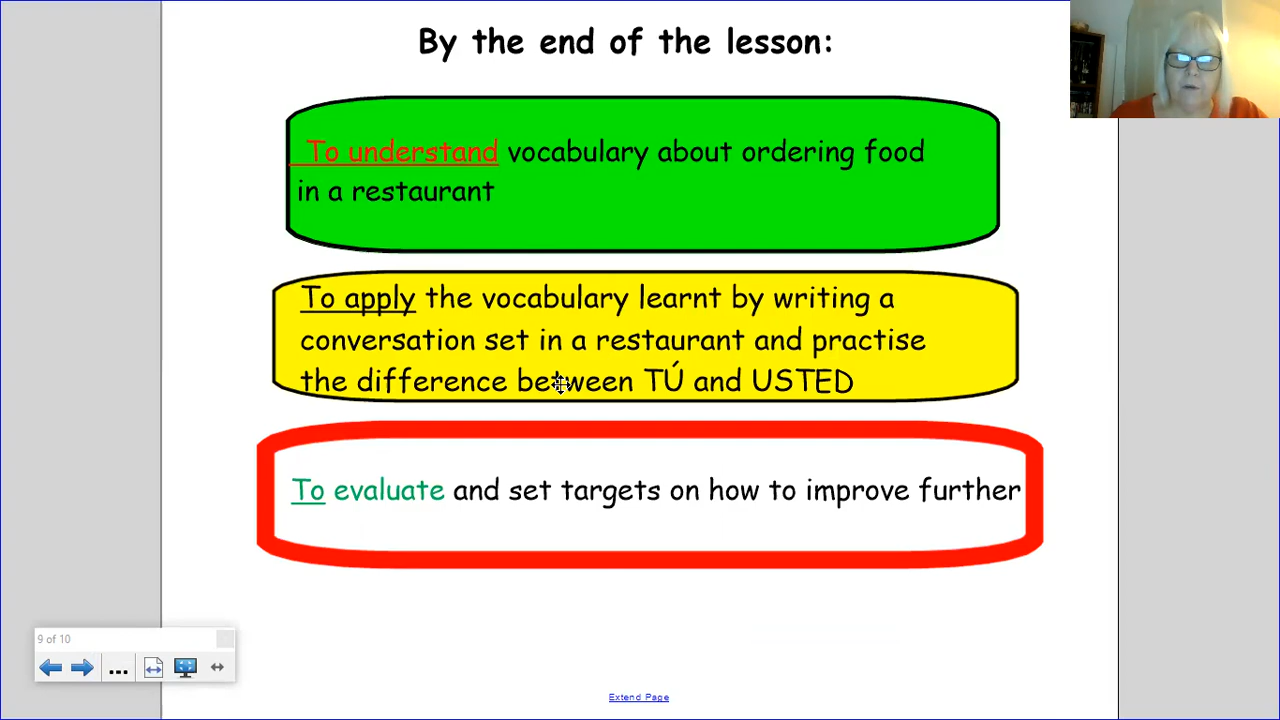 By the end of the lesson:
To understand vocabulary about ordering food
in a restaurant
To apply the vocabulary learnt by writing a
conversation set in a restaurant and practise
the difference between TÚ and USTED
To evaluate and set targets on how to improve further
9 of 10
...
Extend Page